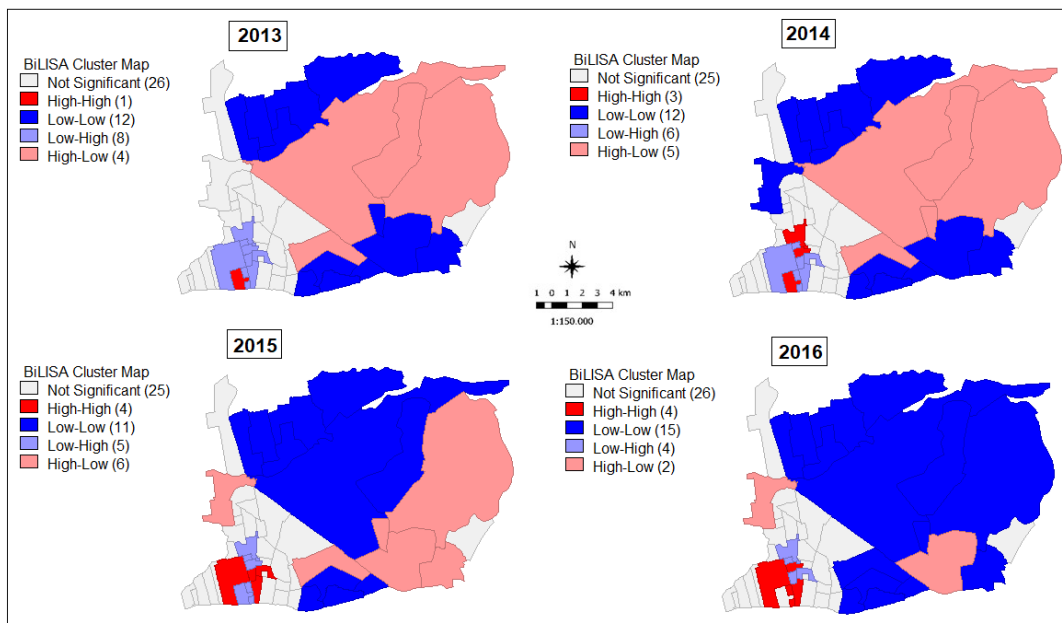 2013
BiLISA Cluster Map
Not Significant (26)
High-High (1)
Low-Low (12)
Low-High (8)
High-Low (4)
2014
BiLISA Cluster Map
Not Significant (25)
High-High (3)
Low-Low (12)
Low-High (6)
High-Low (5)
N
1 0 1 2 3 4 km
1:150.000
2015
BiLISA Cluster Map
Not Significant (25)
High-High (4)
Low-Low (11)
Low-High (5)
High-Low (6)
2016
BiLISA Cluster Map
Not Significant (26)
High-High (4)
Low-Low (15)
Low-High (4)
High-Low (2)